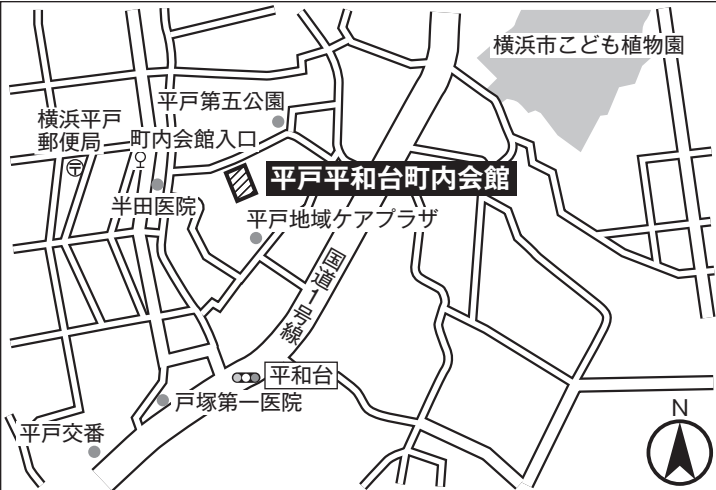 横浜市こども植物園
平戸第五公園
横浜平戸
郵便局
町内会館入口
平戸平和台町内会館
半田医院
平戸地域ケアプラザ
国道1号線
平和台
戸塚第一医院
平戸交番
N